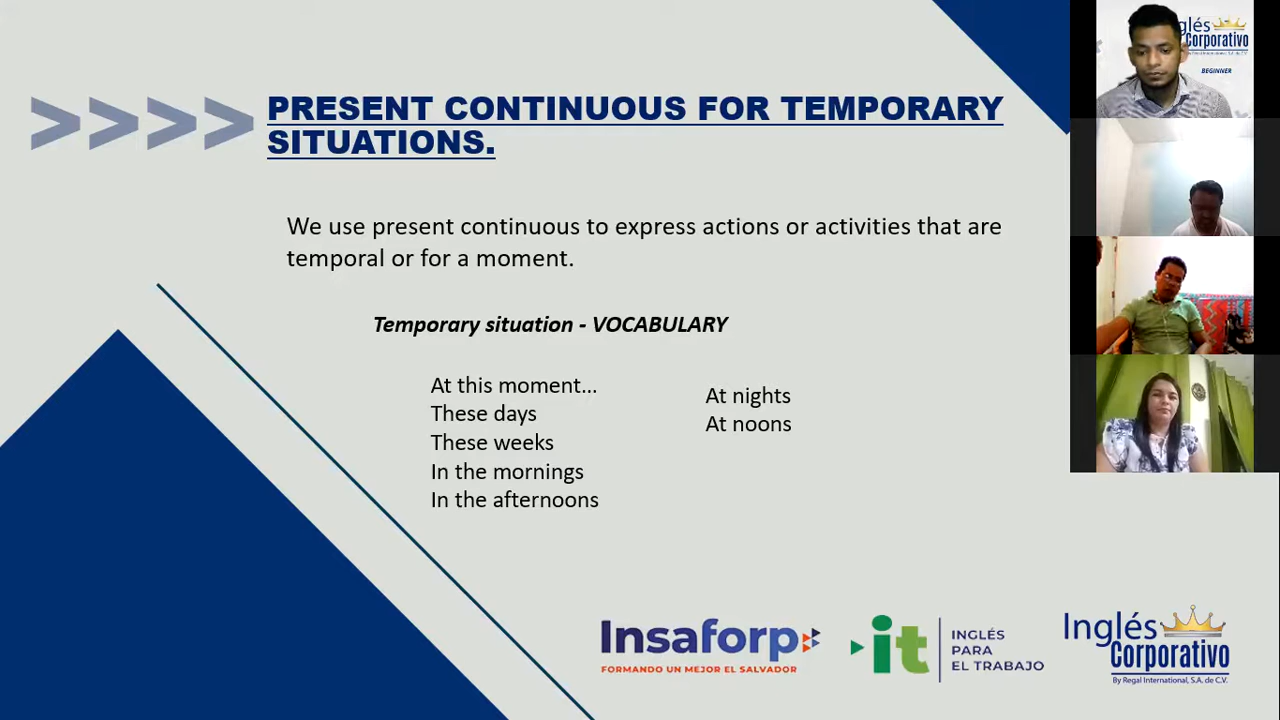 PRESENT CONTINUOUS FOR TEMPORARY
SITUATIONS.
We use present continuous to express actions or activities that are
temporal or for a moment.
Temporary situation - VOCABULARY
At this moment...
These days
These weeks
In the mornings
In the afternoons
At nights
At noons
Insaforp
FORMANDO UN MEJOR EL SALVADOR
it
INGLÉS
PARA
EL TRABAJO
Inglés
Corporativo
By Regal International, S.A. de C.V.
glés
Corporativo
BEGINNER